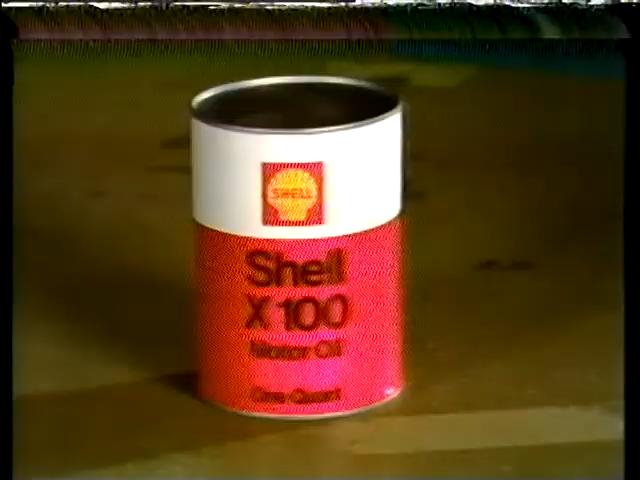 SHELL
Shell
X 100
Motor Oil
One Quart